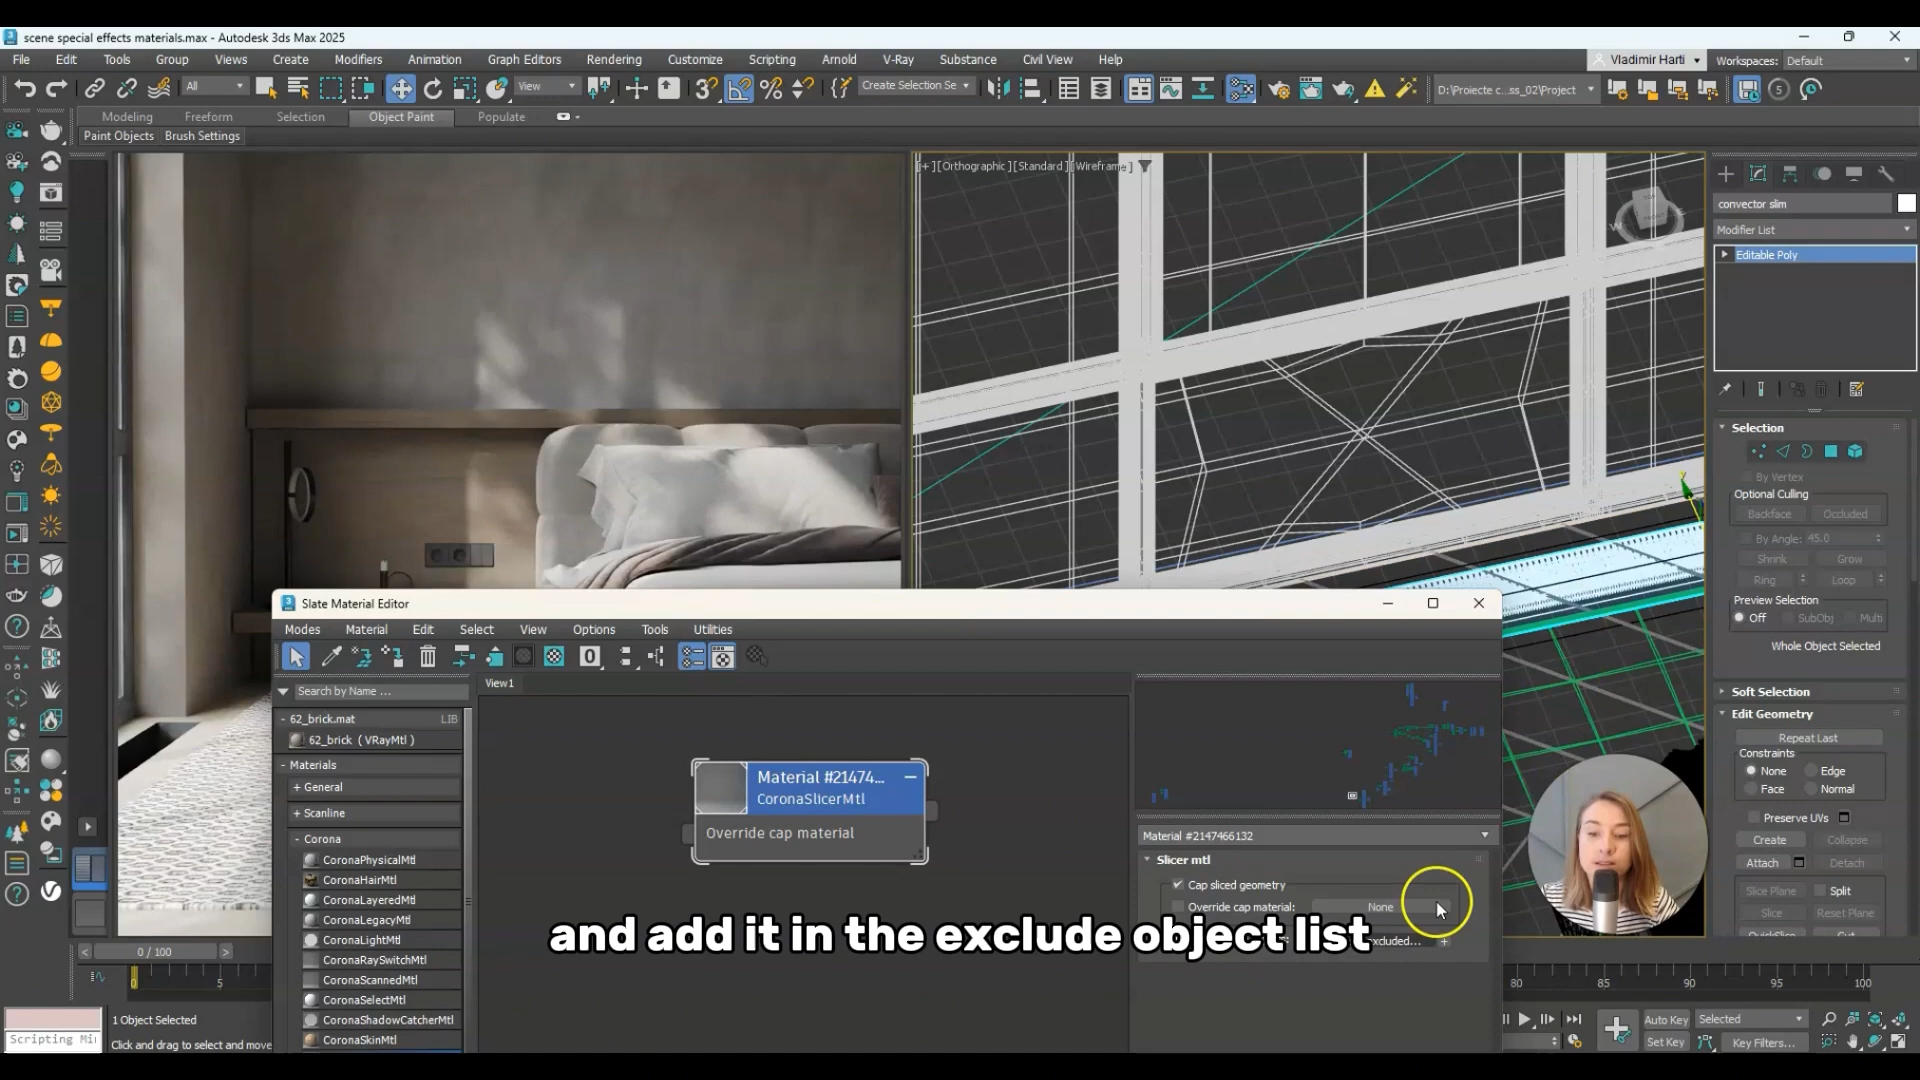 scene special effects materials.max - Autodesk 3ds Max 2025
File Edit Tools Group Views Create Modifiers Animation Graph Editors Rendering Customize Scripting Arnold V-Ray Substance Civil View Help
Vladimir Harti Workspaces: Default
All View Create Selection Se D:\Proiecte c...ss_02\Project 5
Modeling Freeform Selection Object Paint Populate
Paint Objects Brush Settings
[+] [Orthographic] [Standard] [Wireframe]
convector slim
Modifier List
Editable Poly
Selection
By Vertex
Optional Culling
Backface Occluded
By Angle: 45.0
Shrink Grow
Ring Loop
Preview Selection
Off SubObj Multi
Whole Object Selected
Soft Selection
Edit Geometry
Repeat Last
Constraints
None Edge
Face Normal
Preserve UVs
Create Collapse
Attach Detach
Slice Plane Split
Slice Reset Plane
QuickSlice Cut
Slate Material Editor
Modes Material Edit Select View Options Tools Utilities
0
Search by Name ...
View1
- 62_brick.mat LIB
62_brick ( VRayMtl )
- Materials
+ General
+ Scanline
- Corona
CoronaPhysicalMtl
CoronaHairMtl
CoronaLayeredMtl
CoronaLegacyMtl
CoronaLightMtl
CoronaRaySwitchMtl
CoronaScannedMtl
CoronaSelectMtl
CoronaShadowCatcherMtl
CoronaSkinMtl
Material #21474...
CoronaSlicerMtl
Override cap material
Material #2147466132
Slicer mtl
Cap sliced geometry
Override cap material: None
xcluded... +
and add it in the exclude object list
0 / 100
0 5 80 85 90 95 100
1 Object Selected
Scripting Mi
Click and drag to select and move
Auto Key Selected
Set Key Key Filters...